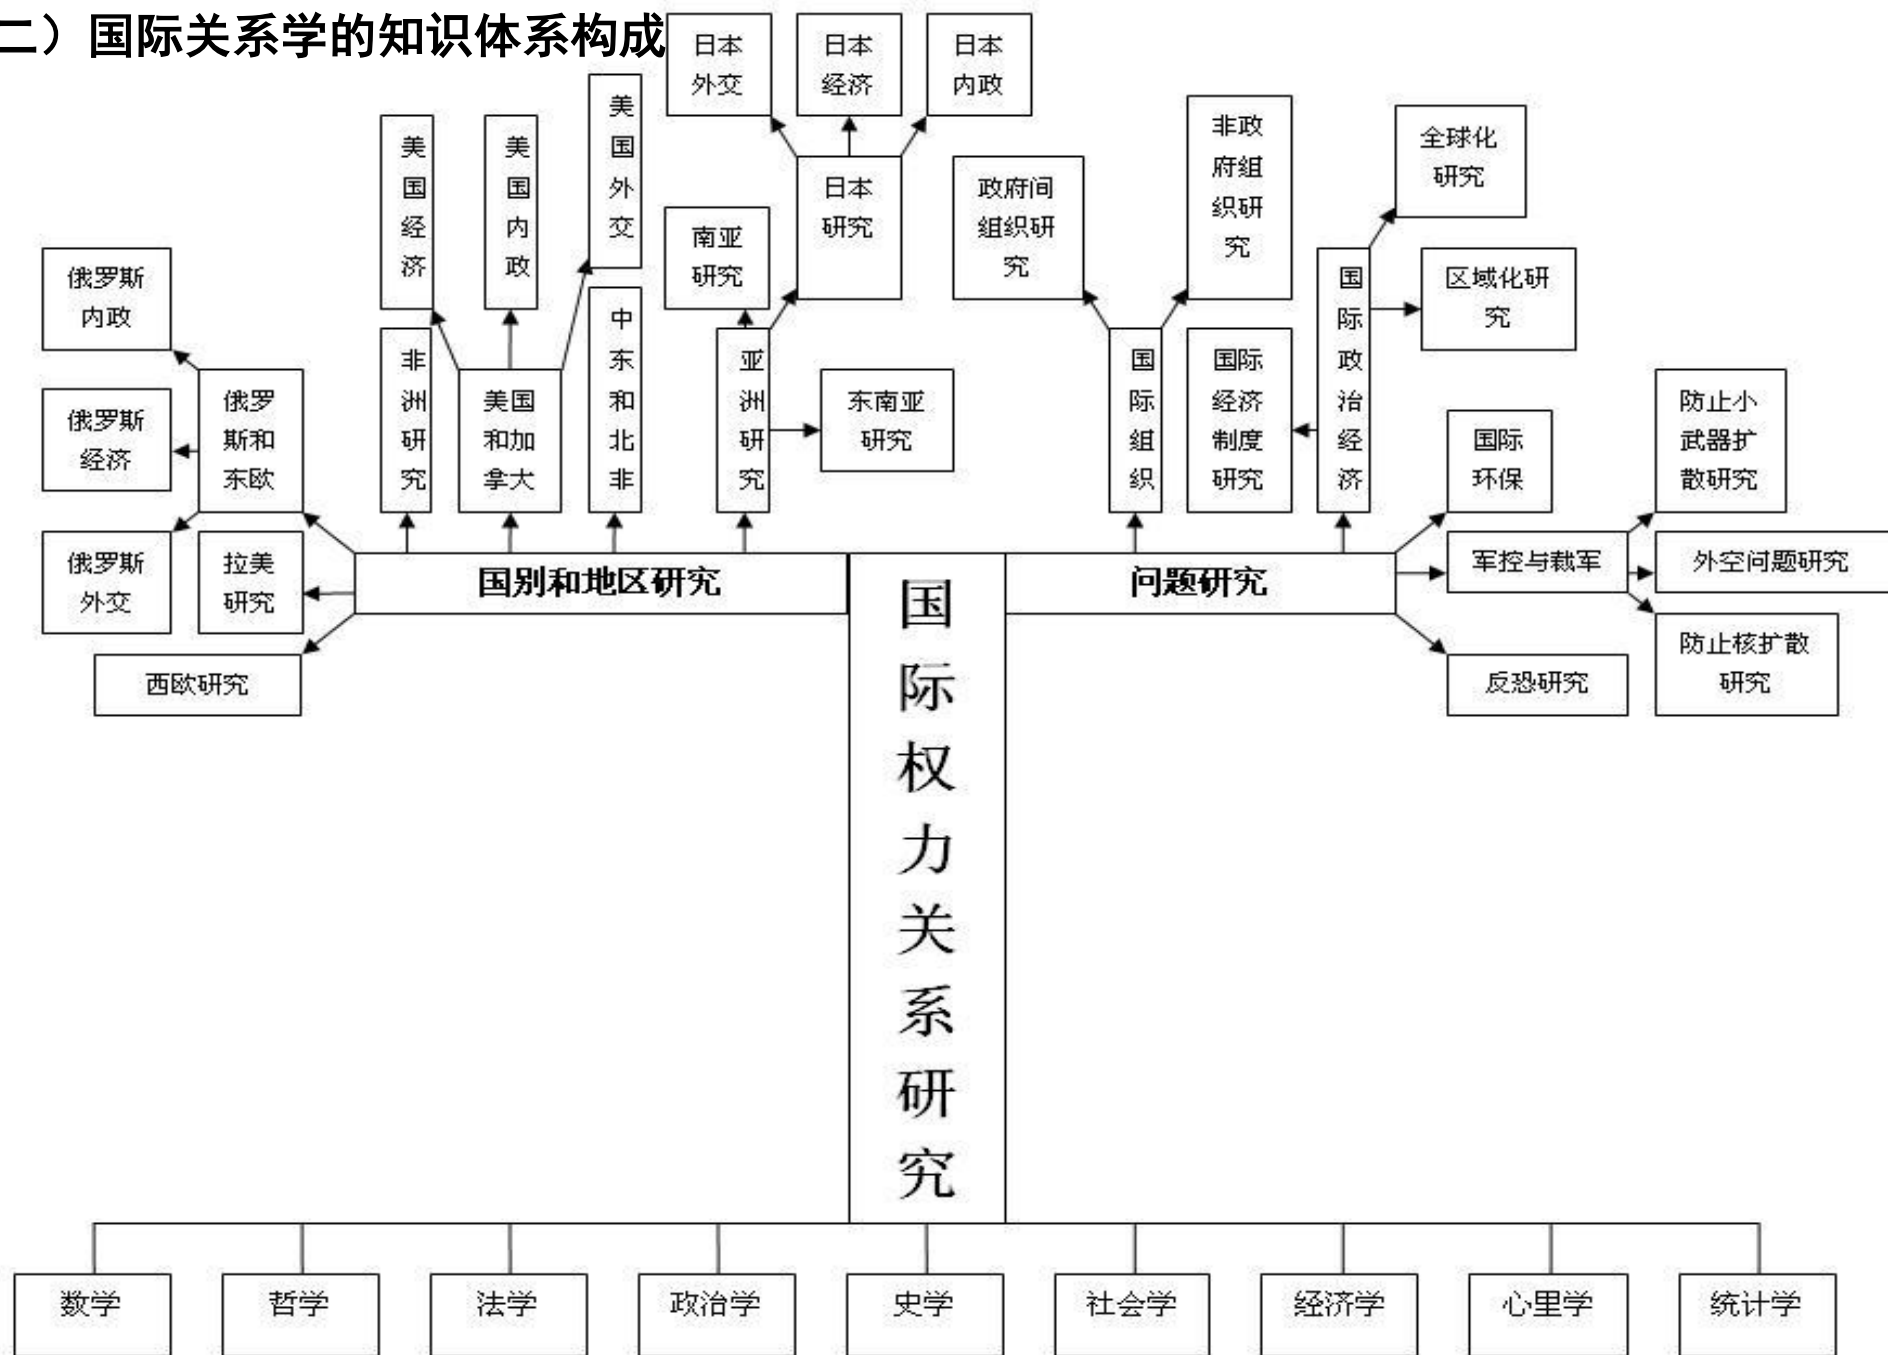 二）国际关系学的知识体系构成
日本
外交
日本
经济
日本
内政
美
国
经
济
美
国
内
政
美
国
外
交
日本
研究
南亚
研究
政府间
组织研
究
非政
府组
织研
究
全球化
研究
区域化研
究
俄罗斯
内政
俄罗斯
经济
俄罗斯
外交
俄罗
斯和
东欧
非
洲
研
究
美国
和加
拿大
中
东
和
北
非
亚
洲
研
究
东南亚
研究
国
际
组
织
国际
经济
制度
研究
国
际
政
治
经
济
国际
环保
防止小
武器扩
散研究
拉美
研究
国别和地区研究
问题研究
军控与裁军
外空问题研究
防止核扩散
研究
西欧研究
反恐研究
国
际
权
力
关
系
研
究
数学
哲学
法学
政治学
史学
社会学
经济学
心里学
统计学